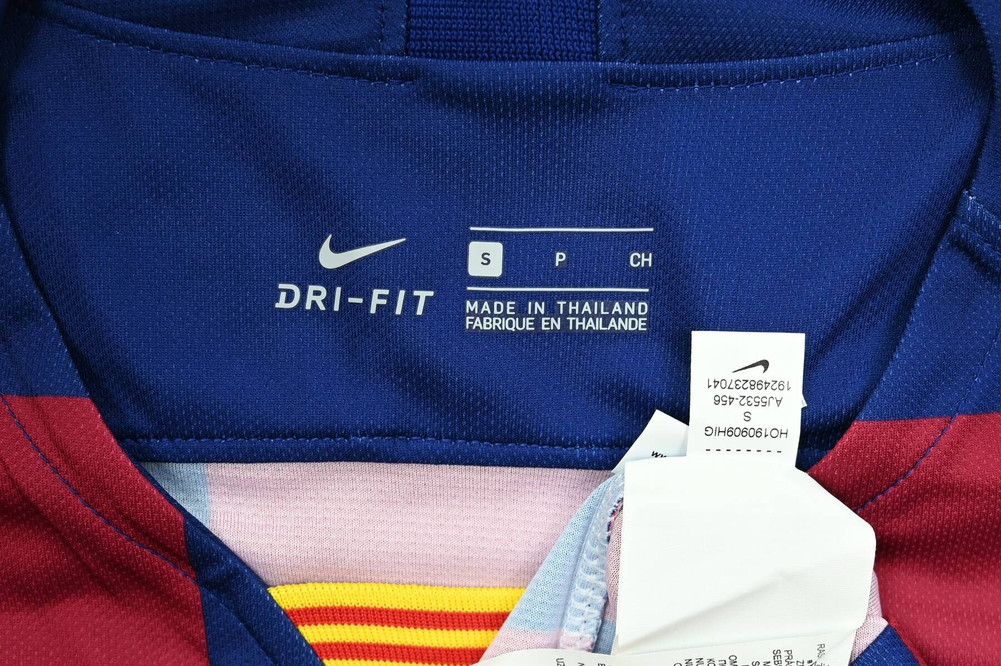 DRI-FIT
S P CH
MADE IN THAILAND
FABRIQUE EN THAILANDE
HO190909HIG
S
AJ5532-456
192498237041